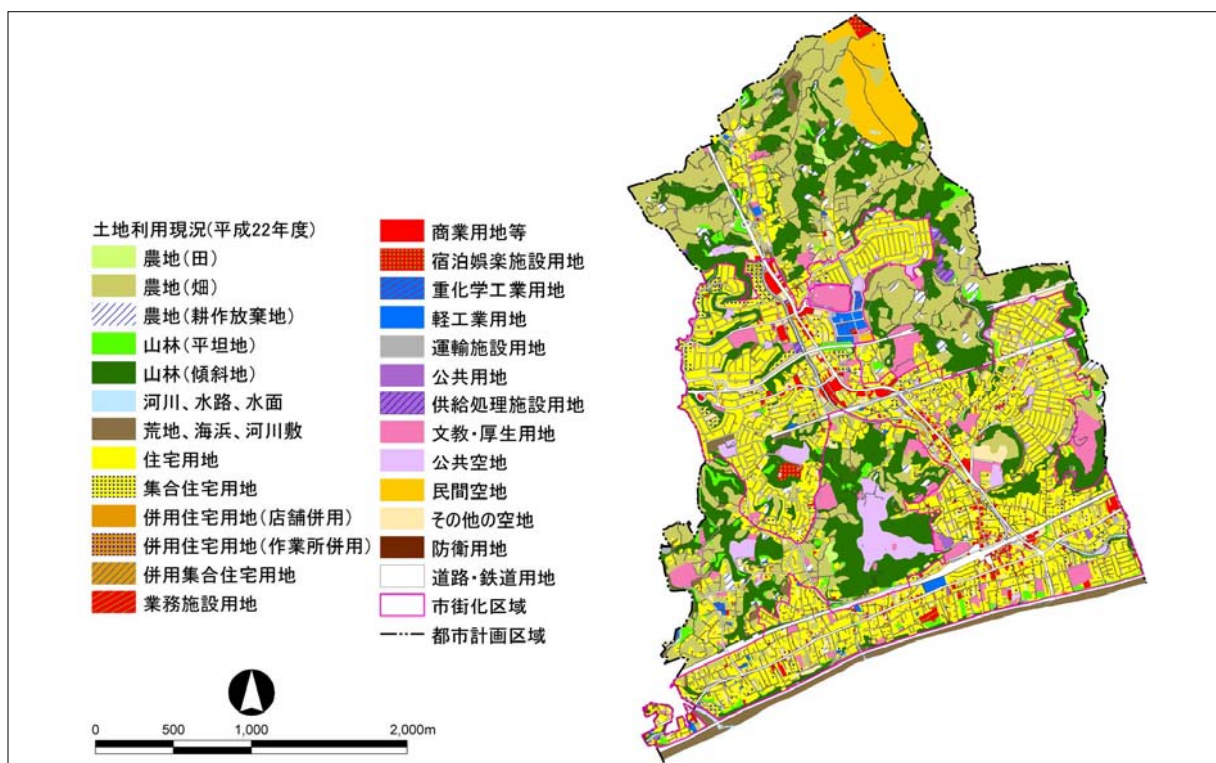 土地利用現況(平成22年度)
農地(田)
農地(畑)
農地(耕作放棄地)
山林(平坦地)
山林(傾斜地)
河川、水路、水面
荒地、海浜、河川敷
住宅用地
集合住宅用地
併用住宅用地(店舗併用)
併用住宅用地(作業所併用)
併用集合住宅用地
業務施設用地
商業用地等
宿泊娯楽施設用地
重化学工業用地
軽工業用地
運輸施設用地
公共用地
供給処理施設用地
文教・厚生用地
公共空地
民間空地
その他の空地
防衛用地
道路・鉄道用地
市街化区域
都市計画区域
0 500 1,000 2,000m